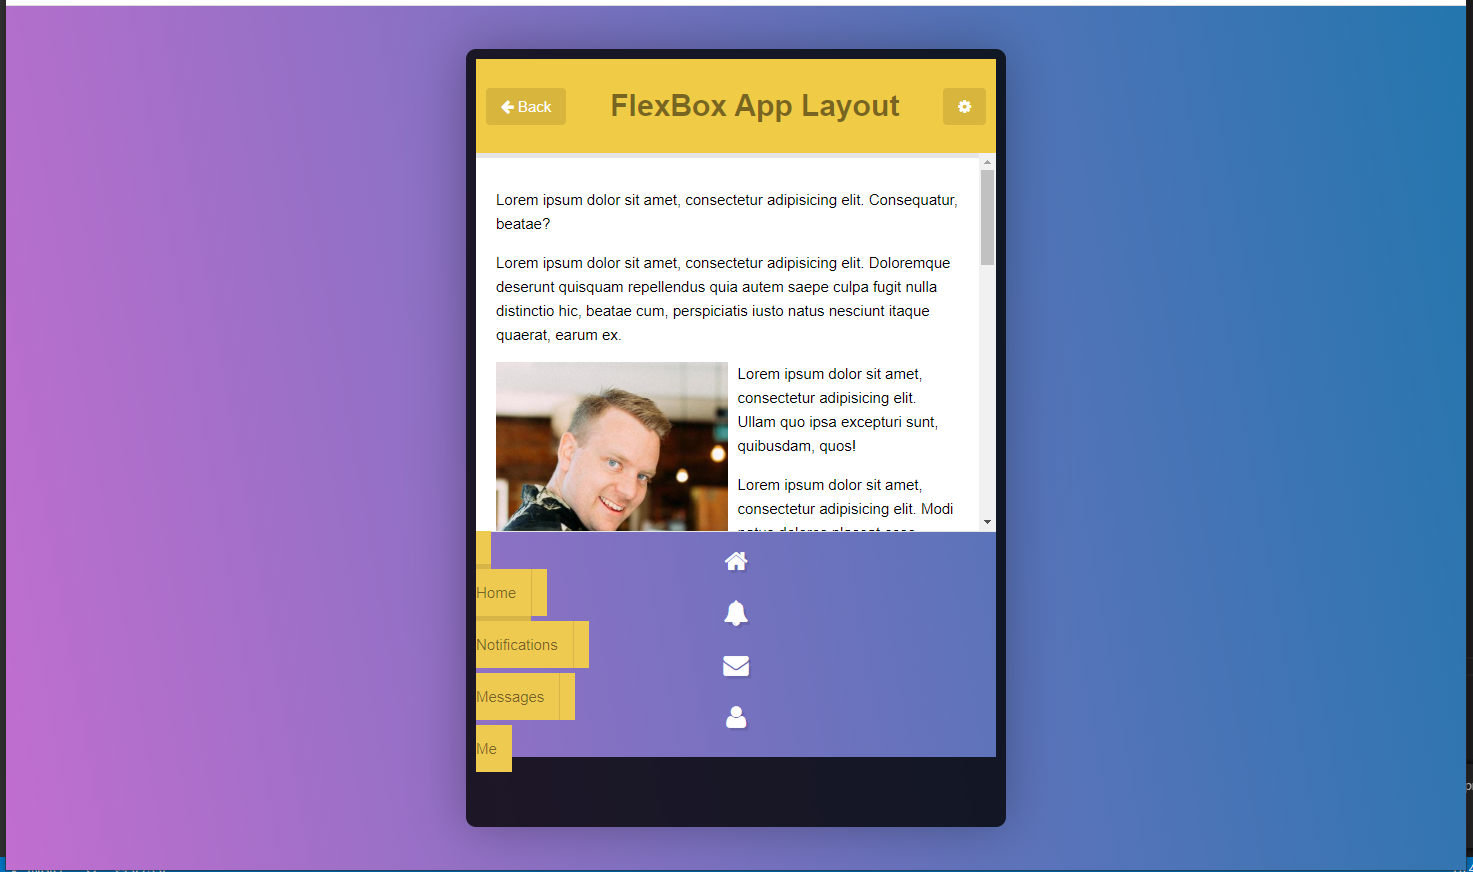 Back
FlexBox App Layout
Lorem ipsum dolor sit amet, consectetur adipisicing elit. Consequatur,
beatae?
Lorem ipsum dolor sit amet, consectetur adipisicing elit. Doloremque
deserunt quisquam repellendus quia autem saepe culpa fugit nulla
distinctio hic, beatae cum, perspiciatis iusto natus nesciunt itaque
quaerat, earum ex.
Lorem ipsum dolor sit amet,
consectetur adipisicing elit.
Ullam quo ipsa excepturi sunt,
quibusdam, quos!
Lorem ipsum dolor sit amet,
consectetur adipisicing elit. Modi
Home
Notifications
Messages
Me